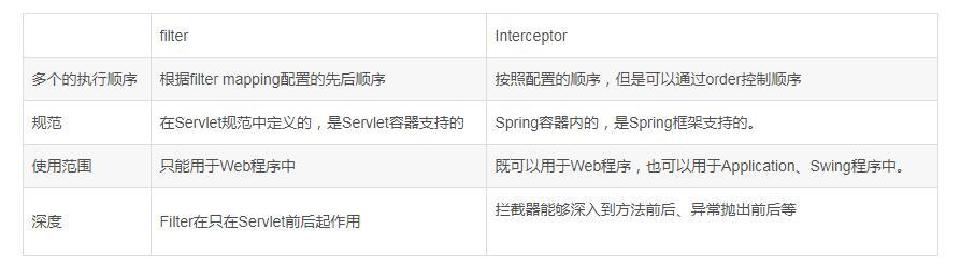 filter Interceptor
多个的执行顺序 根据filter mapping配置的先后顺序 按照配置的顺序，但是可以通过order控制顺序
规范 在Servlet规范中定义的，是Servlet容器支持的 Spring容器内的，是Spring框架支持的。
使用范围 只能用于Web程序中 既可以用于Web程序，也可以用于Application、Swing程序中。
深度 Filter在只在Servlet前后起作用 拦截器能够深入到方法前后、异常抛出前后等